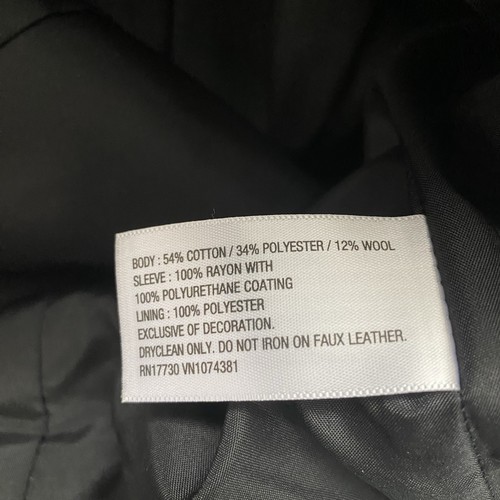 BODY : 54% COTTON / 34% POLYESTER / 12% WOOL
SLEEVE : 100% RAYON WITH
100% POLYURETHANE COATING
LINING : 100% POLYESTER
EXCLUSIVE OF DECORATION.
DRYCLEAN ONLY. DO NOT IRON ON FAUX LEATHER.
RN17730 VN1074381